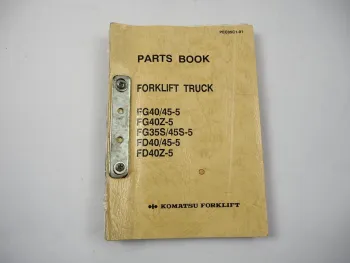 PARTS BOOK
FORKLIFT TRUCK
FG40/45-5
FG40Z-5
FG35S/45S-5
FD40/45-5
FD40Z-5
KOMATSU FORKLIFT